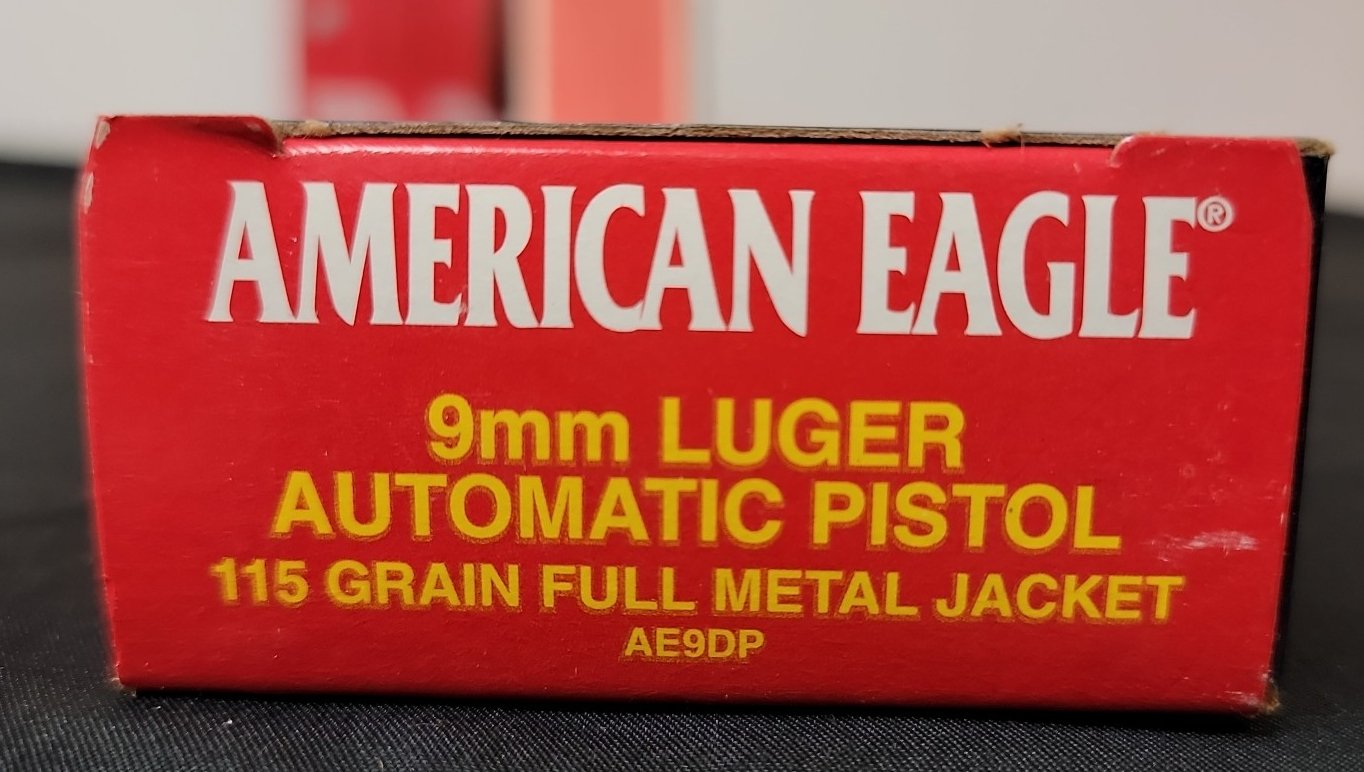 AMERICAN EAGLE®
9mm LUGER
AUTOMATIC PISTOL
115 GRAIN FULL METAL JACKET
AE9DP